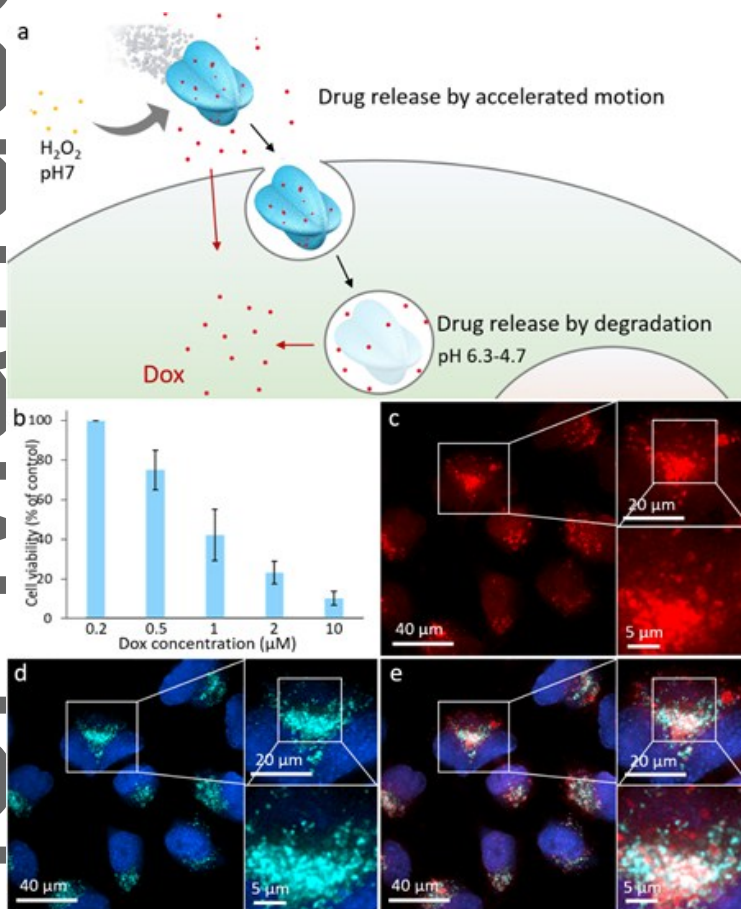 a
Drug release by accelerated motion
H₂O₂
pH7
Drug release by degradation
pH 6.3-4.7
Dox
b
Cell viability (% of control)
100
80
60
40
20
0
0.2 0.5 1 2 10
Dox concentration (µM)
c
20 µm
40 µm
5 µm
d
20 µm
40 µm
5 µm
e
20 µm
40 µm
5 µm